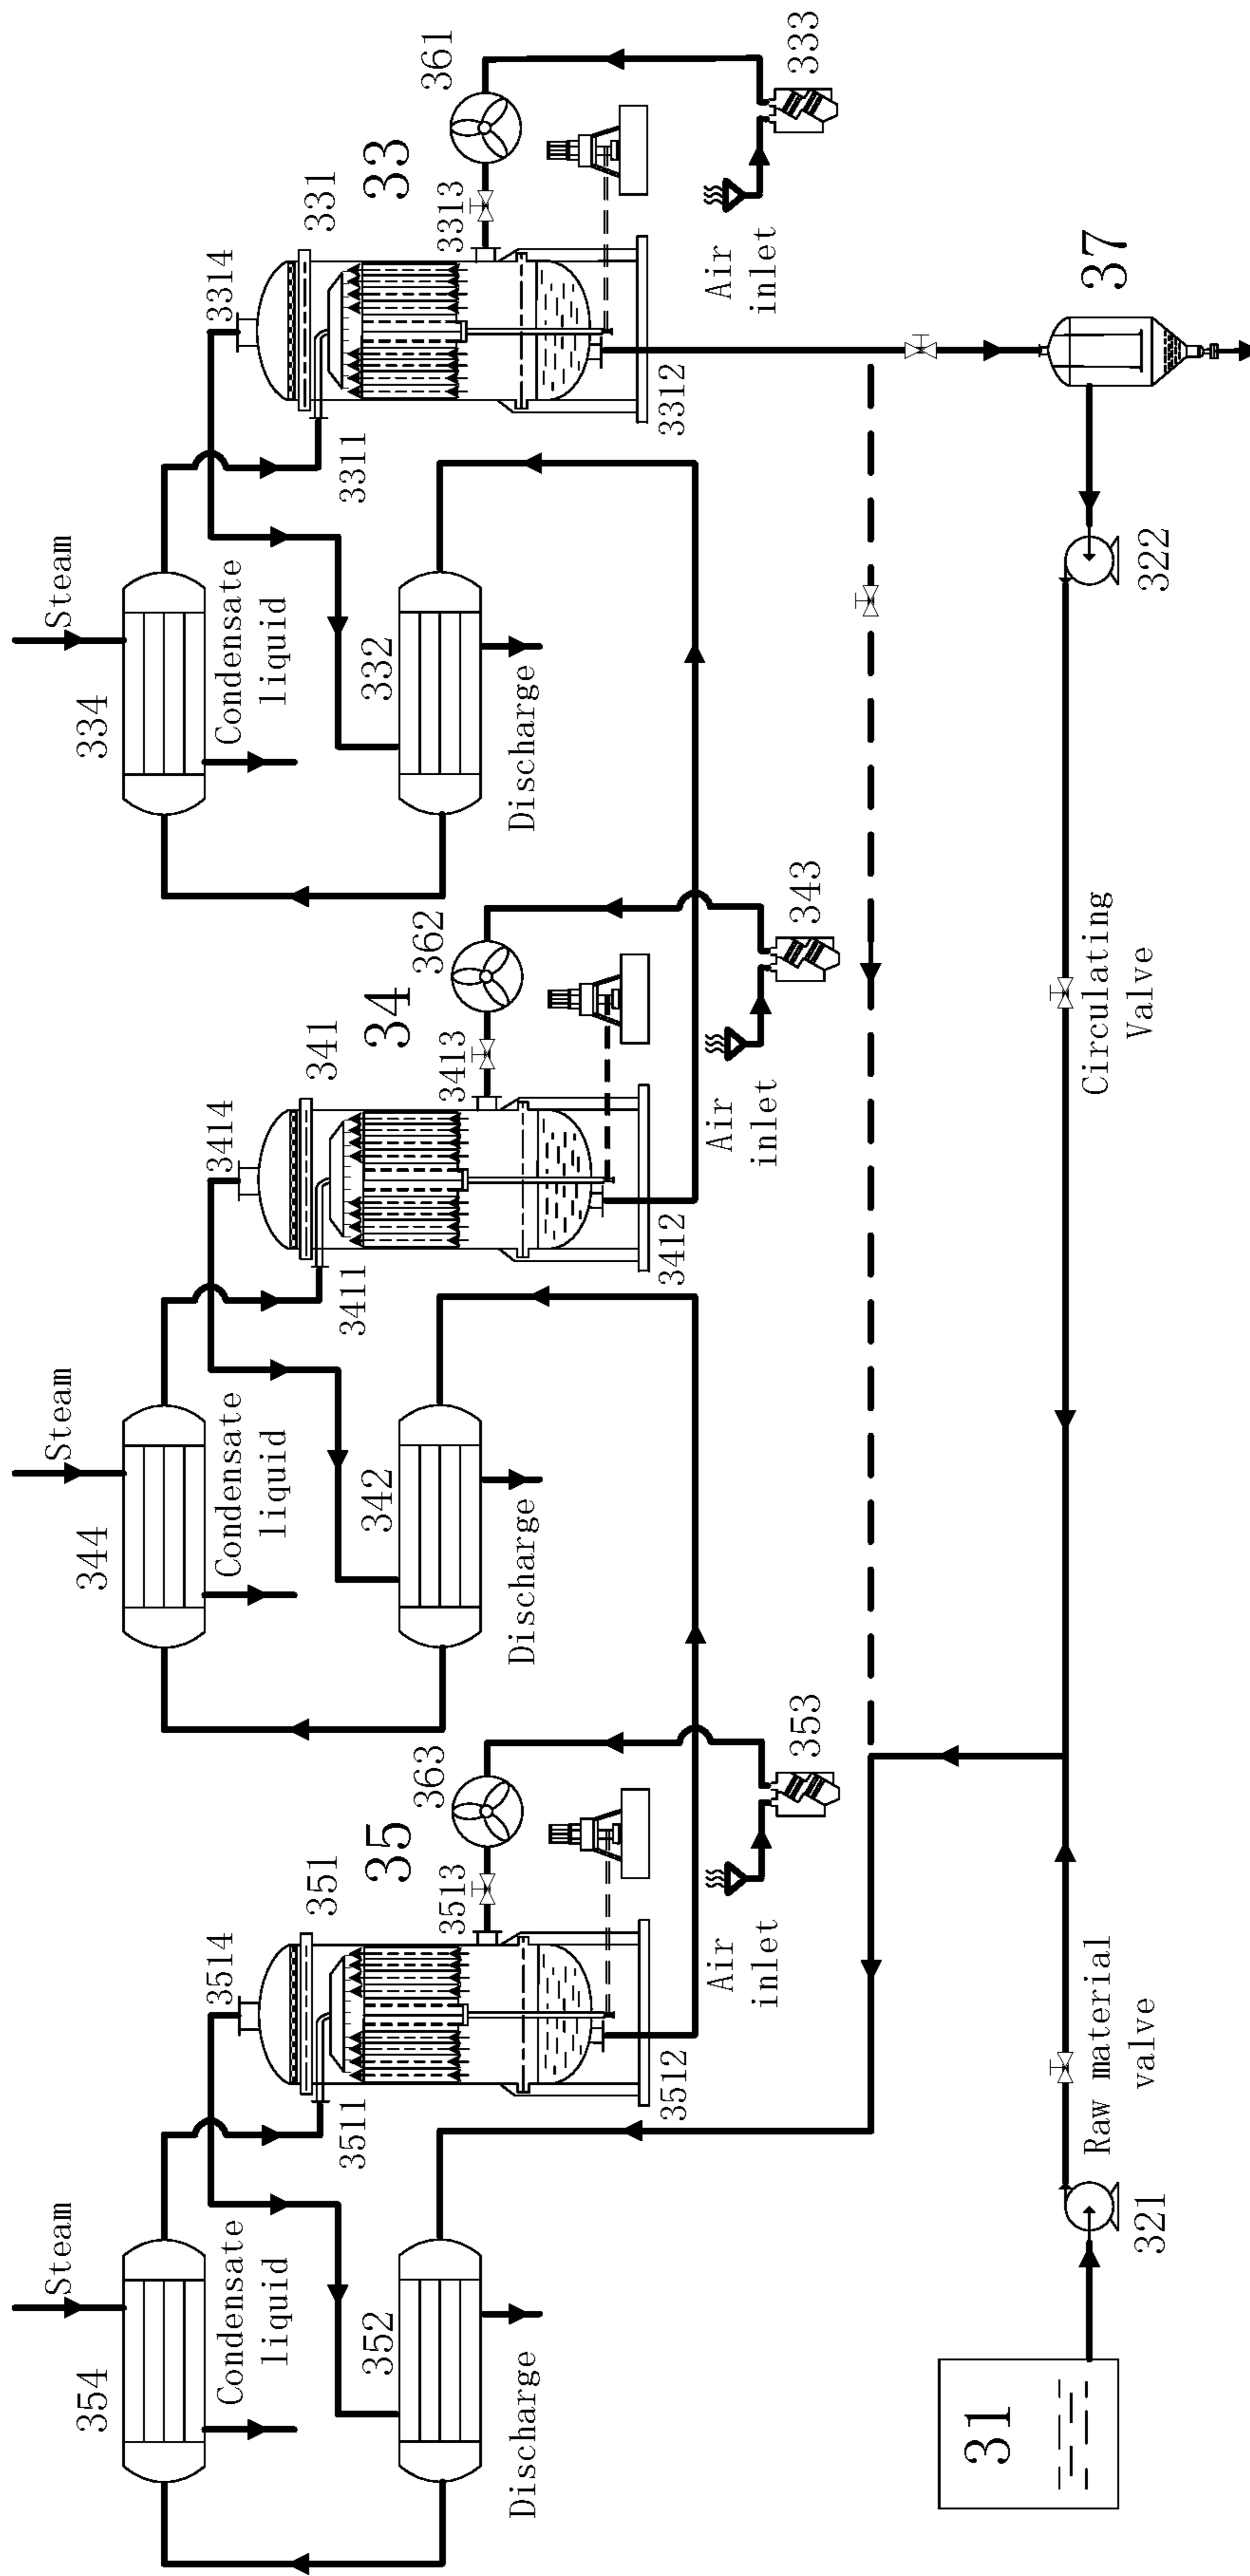 Steam
354
Condensate
liquid
352
Discharge
3514
3511
351
35
3513
363
3512
Air
inlet
353
Steam
344
Condensate
liquid
342
Discharge
3414
3411
341
34
3413
362
3412
Air
inlet
343
Steam
334
Condensate
liquid
332
Discharge
3314
3311
331
33
3313
361
3312
Air
inlet
333
31
321
Raw material
valve
Circulating
Valve
322
37